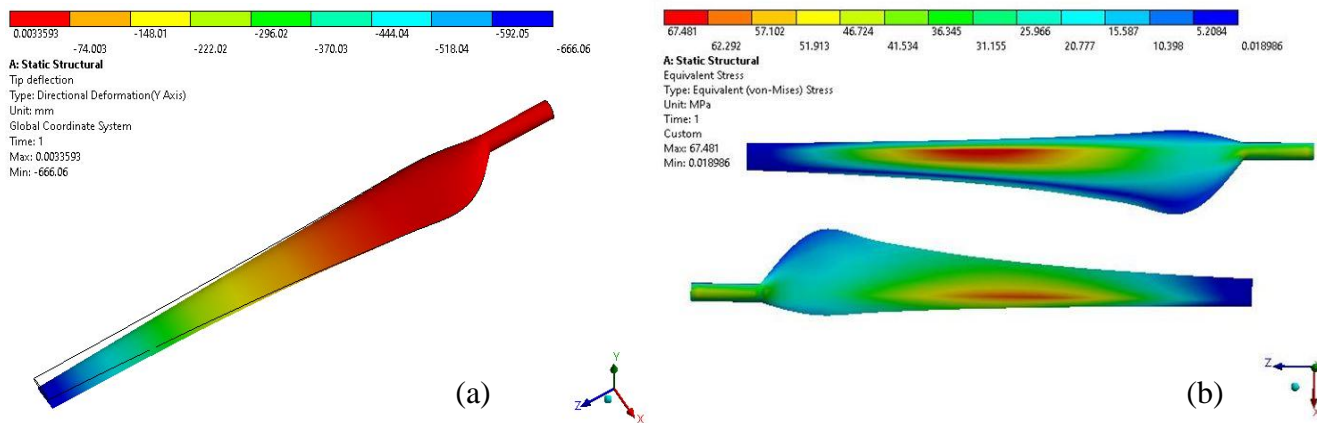 0.0033593 -148.01 -296.02 -444.04 -592.05
-74.003 -222.02 -370.03 -518.04 -666.06
A: Static Structural
Tip deflection
Type: Directional Deformation(Y Axis)
Unit: mm
Global Coordinate System
Time: 1
Max: 0.0033593
Min: -666.06
Y
Z
X
(a)
67.481 57.102 46.724 36.345 25.966 15.587 5.2084
62.292 51.913 41.534 31.155 20.777 10.398 0.018986
A: Static Structural
Equivalent Stress
Type: Equivalent (von-Mises) Stress
Unit: MPa
Time: 1
Custom
Max: 67.481
Min: 0.018986
Z
X
(b)